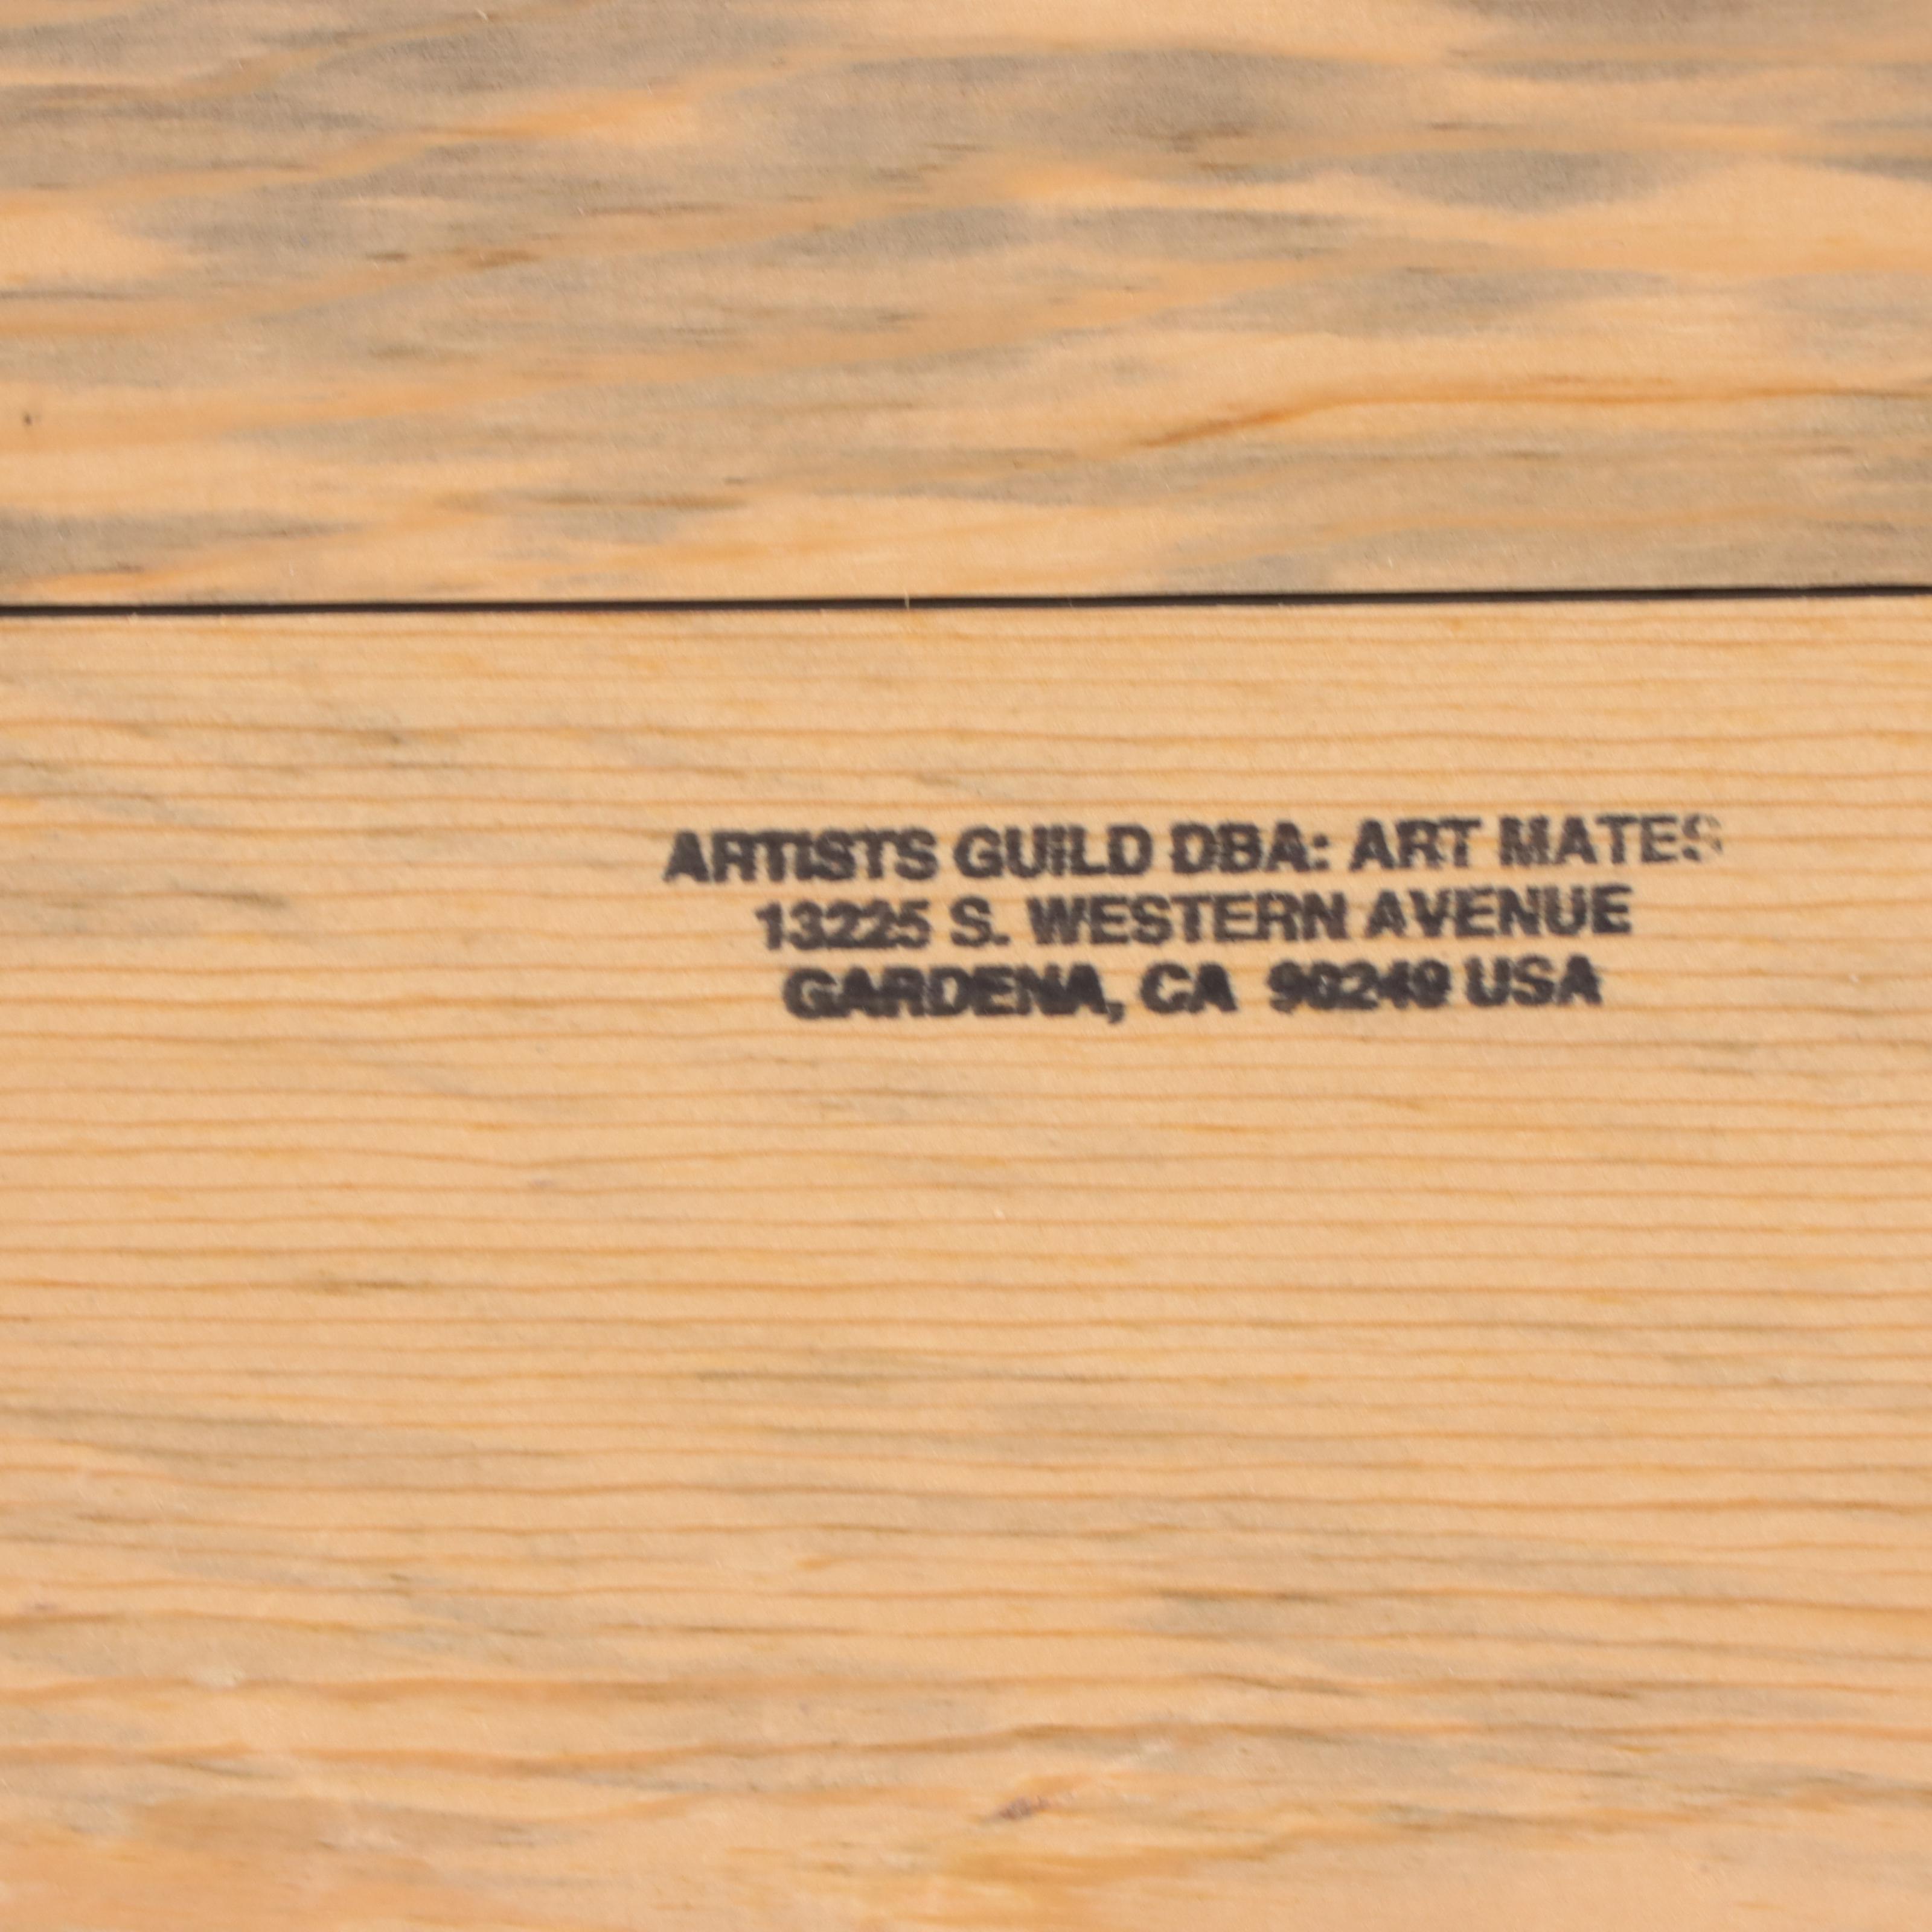 ARTISTS GUILD DBA: ART MATES
13225 S. WESTERN AVENUE
GARDENA, CA 90249 USA